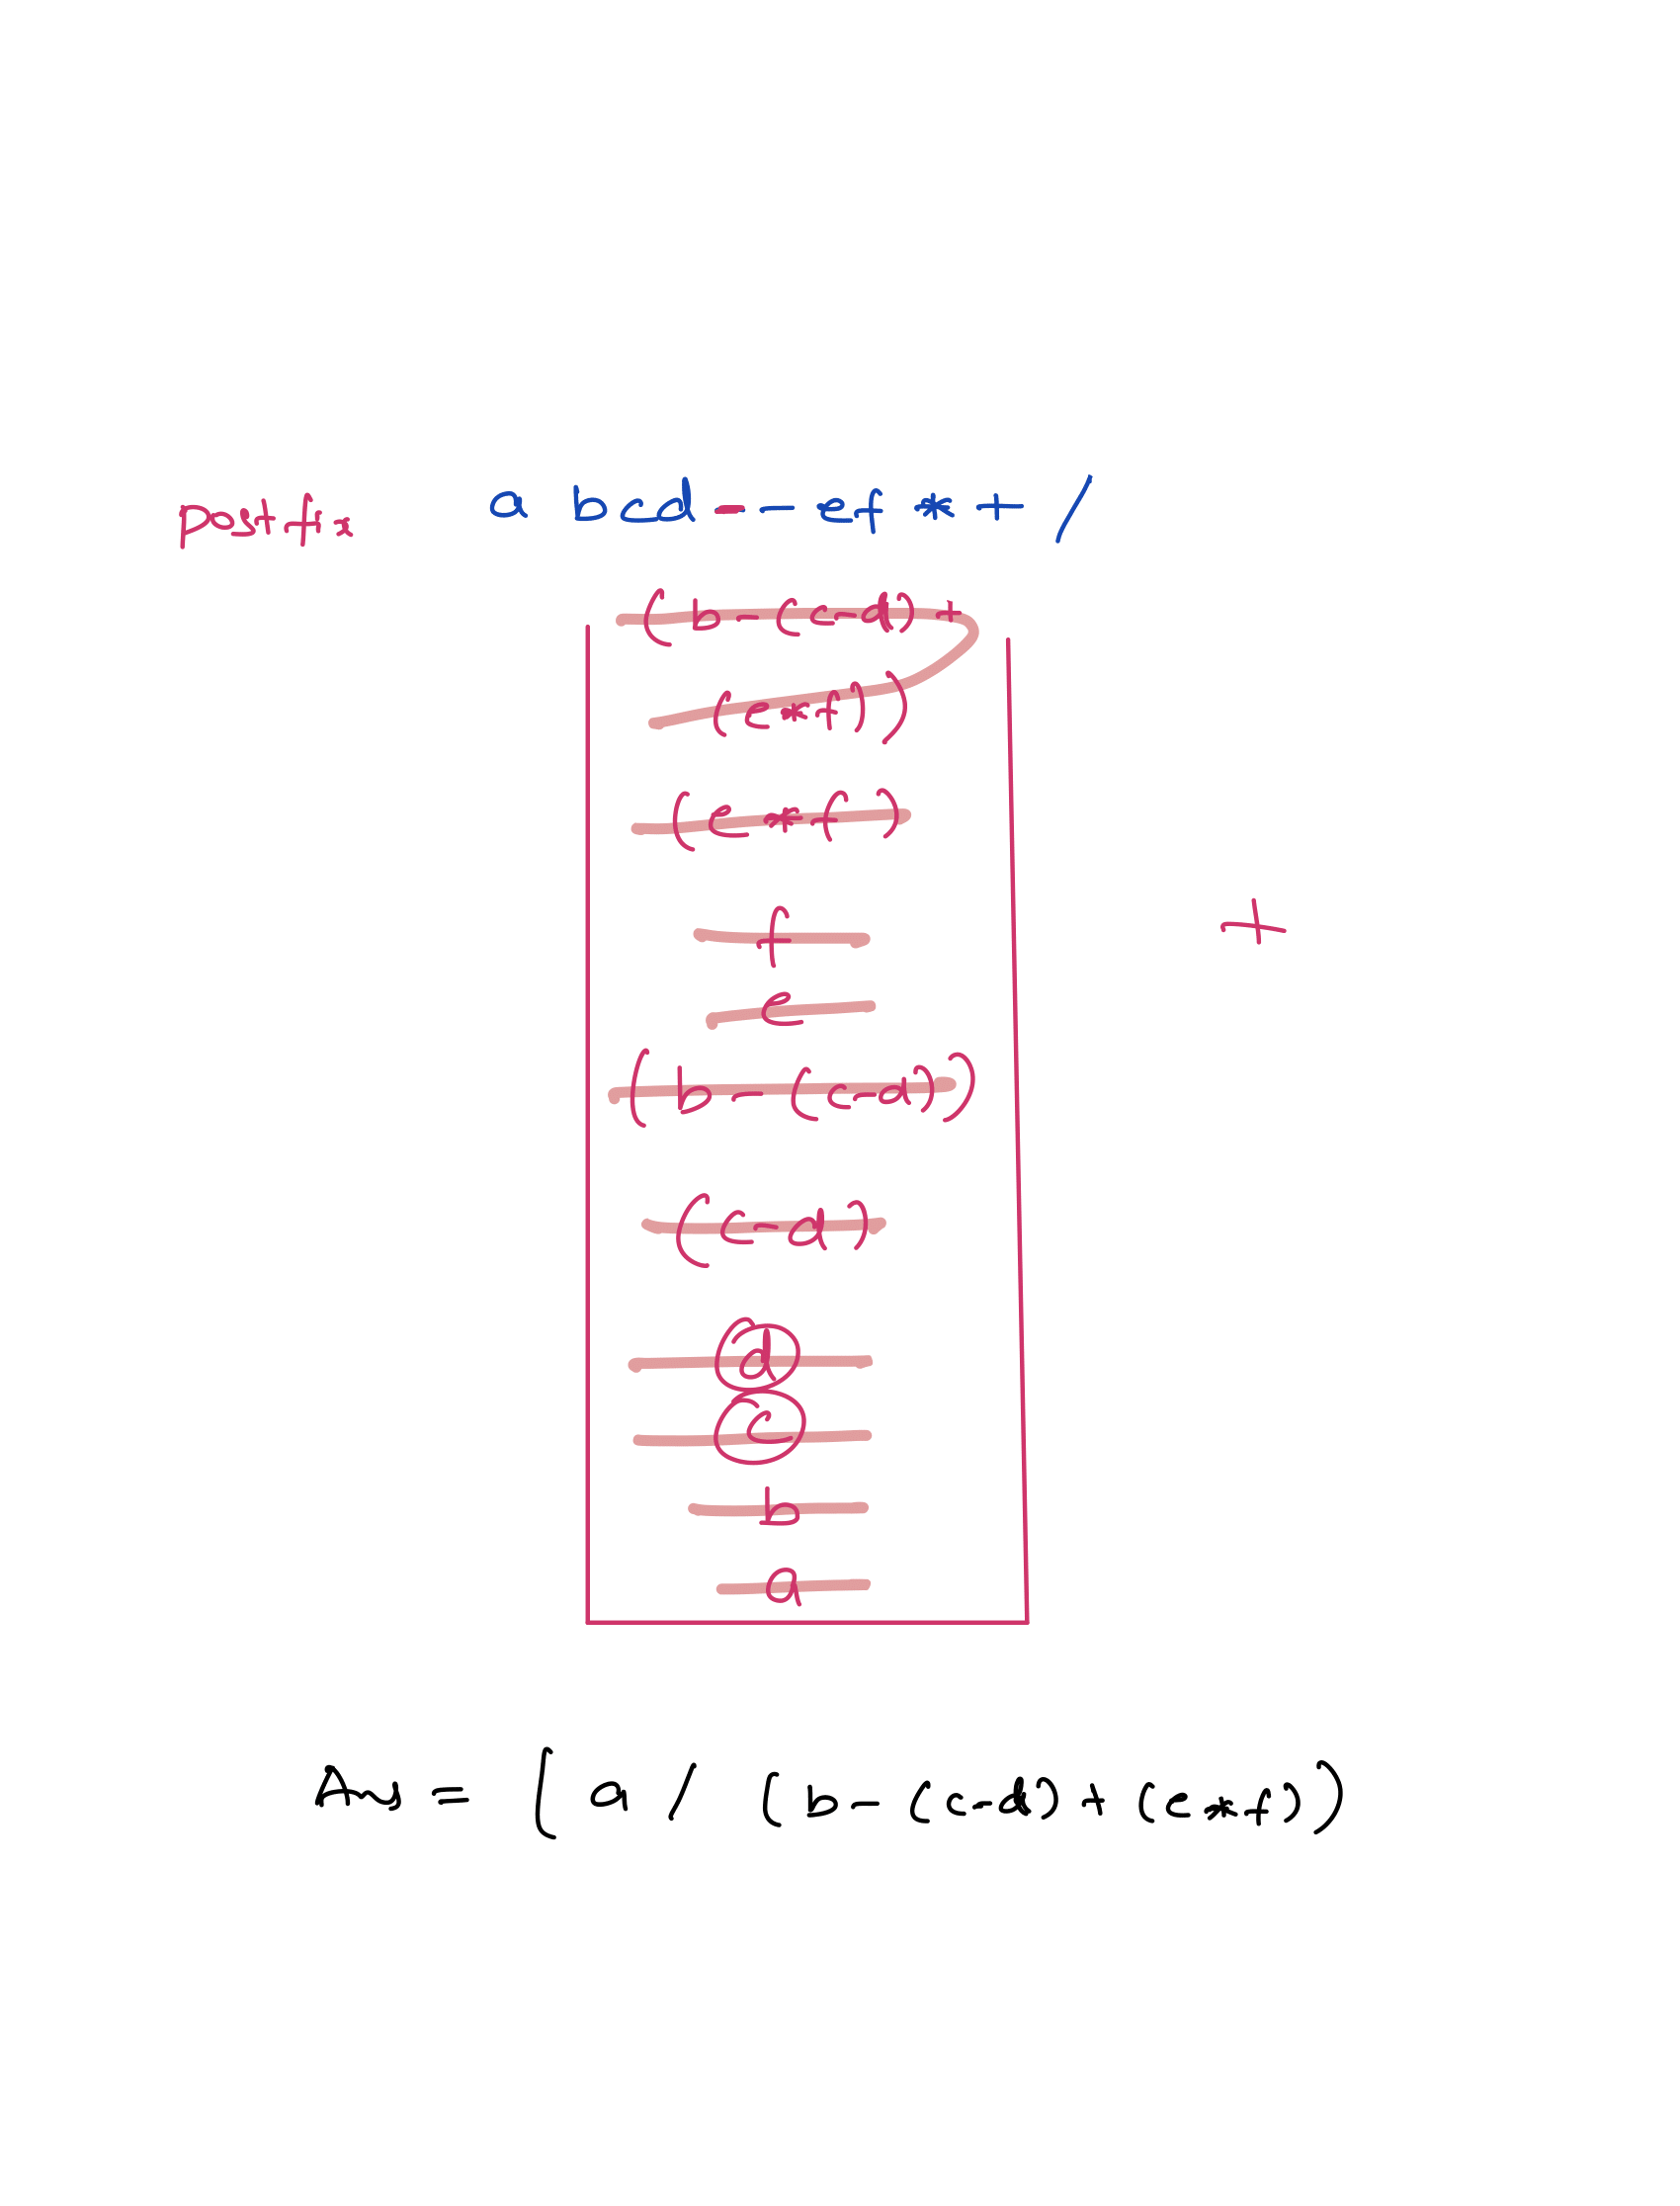 postfix a b c d - - e f * + /
( b - ( c - d ) +
( e * f ) )
( e * f )
f
+
e
( b - ( c - d ) )
( c - d )
d
c
b
a
Ans = ( a / ( b - ( c - d ) + ( e * f ) )